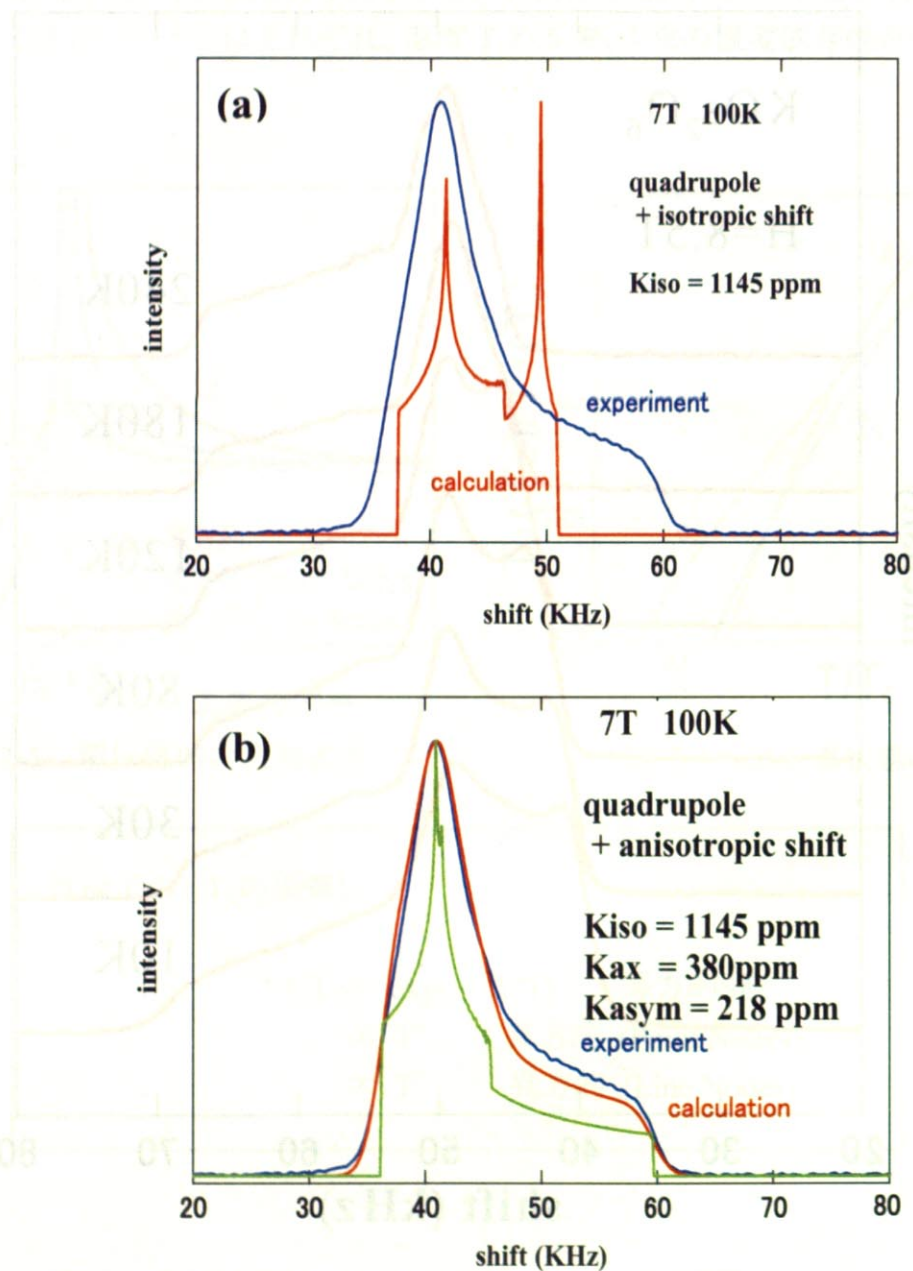 (a)
7T 100K
quadrupole
+ isotropic shift
Kiso = 1145 ppm
experiment
calculation
intensity
20 30 40 50 60 70 80
shift (KHz)
(b)
7T 100K
quadrupole
+ anisotropic shift
Kiso = 1145 ppm
Kax = 380ppm
Kasym = 218 ppm
experiment
calculation
intensity
20 30 40 50 60 70 80
shift (KHz)